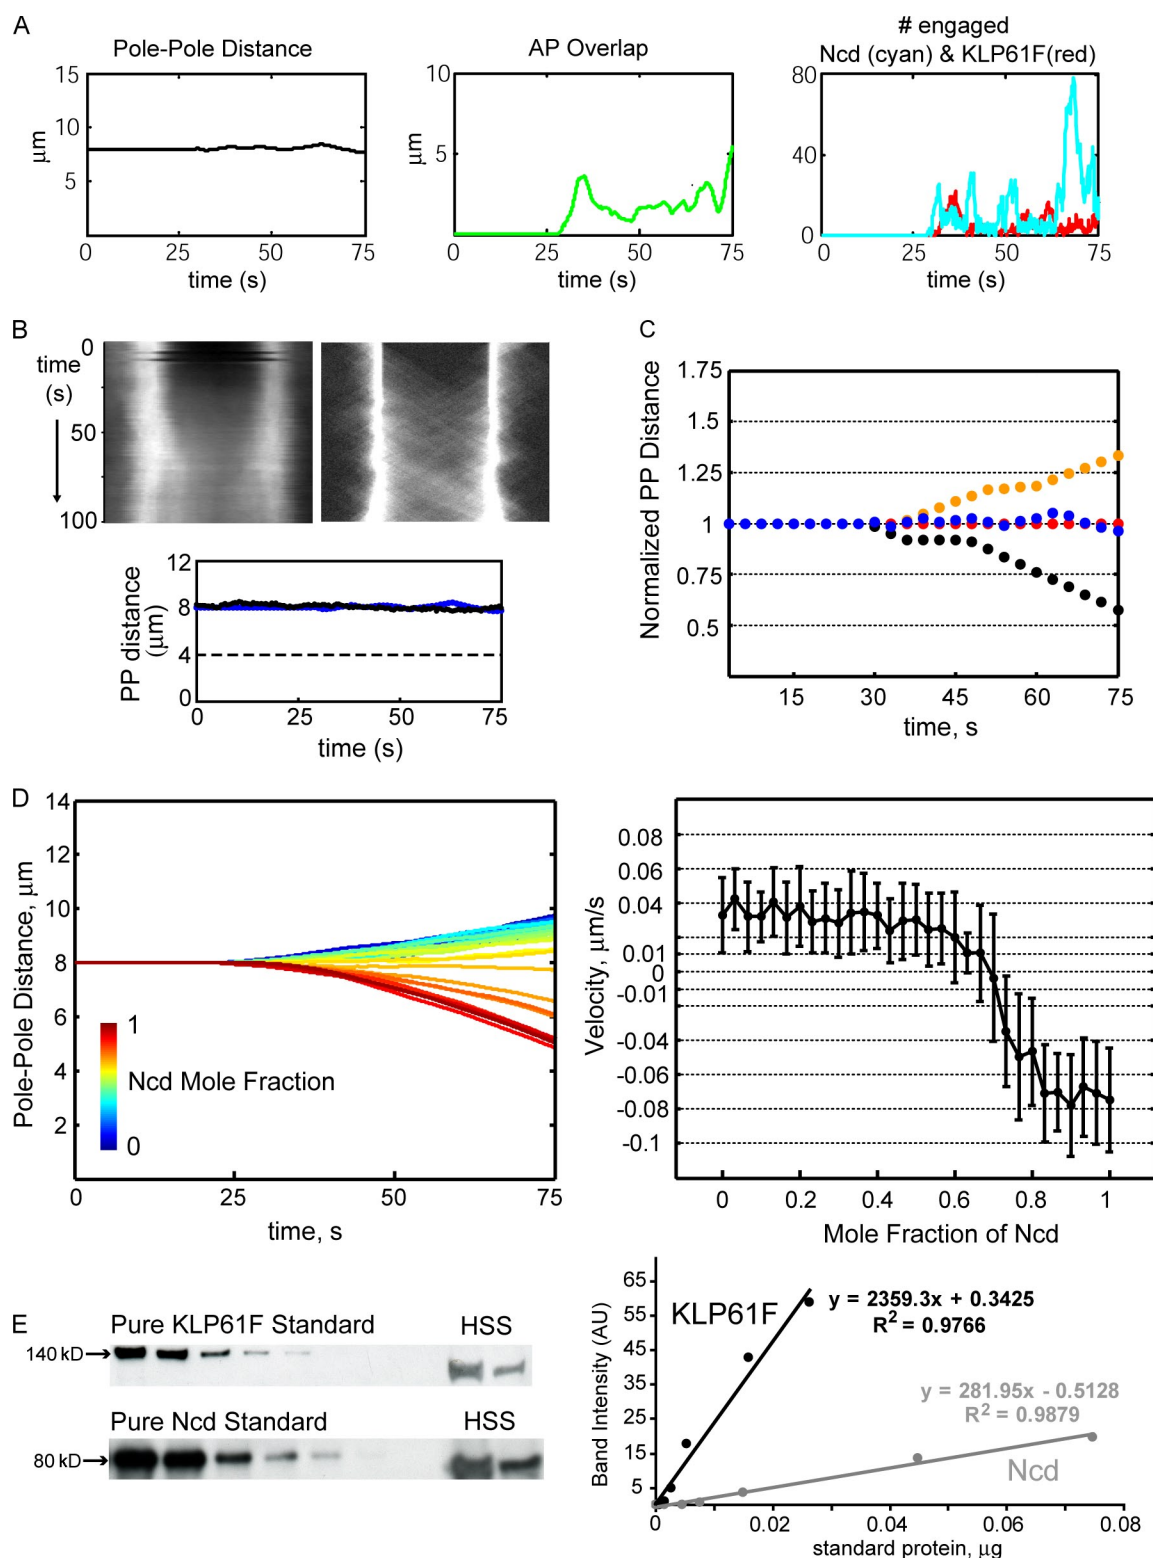 A
Pole-Pole Distance
15
10
5
μm
0
25
50
75
time (s)
AP Overlap
10
5
μm
0
25
50
75
time (s)
# engaged
Ncd (cyan) & KLP61F(red)
80
40
0
0
25
50
75
time (s)
B
time
(s)
0
50
100
12
8
4
0
PP distance
(μm)
0
25
50
75
time (s)
C
1.75
1.5
1.25
1
0.75
0.5
Normalized PP Distance
15
30
45
60
75
time, s
D
14
12
10
8
6
4
2
Pole-Pole Distance, μm
1
Ncd Mole Fraction
0
0
25
50
75
time, s
0.08
0.06
0.04
0.01
0
-0.01
-0.04
-0.06
-0.08
-0.1
Velocity, μm/s
0
0.2
0.4
0.6
0.8
1
Mole Fraction of Ncd
E
Pure KLP61F Standard
HSS
140 kD
Pure Ncd Standard
HSS
80 kD
65
55
45
35
25
15
5
Band Intensity (AU)
KLP61F
y = 2359.3x + 0.3425
R² = 0.9766
y = 281.95x - 0.5128
R² = 0.9879
Ncd
0
0.02
0.04
0.06
0.08
standard protein, μg